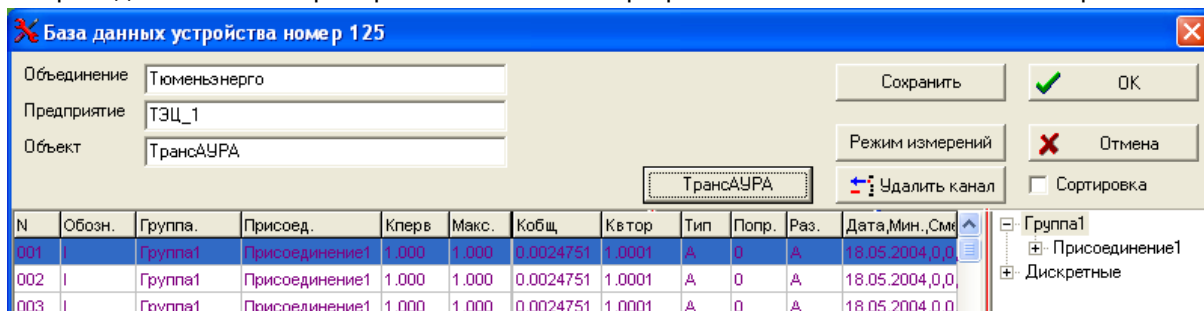 База данных устройства номер 125
Объединение Тюменьэнерго Сохранить OK
Предприятие ТЭЦ_1
Объект ТрансАУРА Режим измерений Отмена
ТрансАУРА Удалить канал Сортировка
N Обозн. Группа. Присоед. Кперв Макс. Кобщ Квтор Тип Попр. Раз. Дата,Мин.,Сме
001 I Группа1 Присоединение1 1.000 1.000 0.0024751 1.0001 A 0 A 18.05.2004,0,0,
002 I Группа1 Присоединение1 1.000 1.000 0.0024751 1.0001 A 0 A 18.05.2004,0,0,
003 I Группа1 Присоединение1 1.000 1.000 0.0024751 1.0001 A 0 A 18.05.2004,0,0,
Группа1
Присоединение1
Дискретные